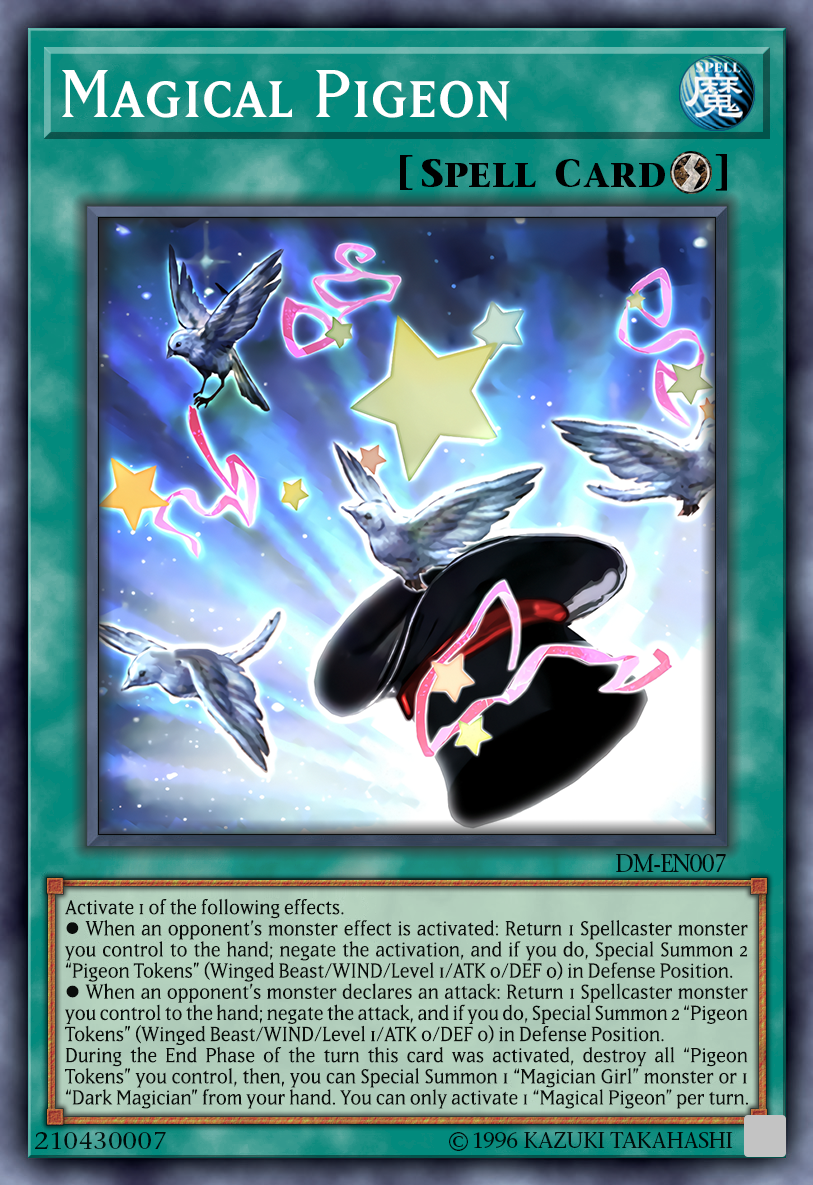 Magical Pigeon
SPELL
魔
[Spell Card]
DM-EN007
Activate 1 of the following effects.
● When an opponent's monster effect is activated: Return 1 Spellcaster monster
you control to the hand; negate the activation, and if you do, Special Summon 2
“Pigeon Tokens” (Winged Beast/WIND/Level 1/ATK 0/DEF 0) in Defense Position.
● When an opponent's monster declares an attack: Return 1 Spellcaster monster
you control to the hand; negate the attack, and if you do, Special Summon 2 “Pigeon
Tokens” (Winged Beast/WIND/Level 1/ATK 0/DEF 0) in Defense Position.
During the End Phase of the turn this card was activated, destroy all “Pigeon
Tokens” you control, then, you can Special Summon 1 “Magician Girl” monster or 1
“Dark Magician” from your hand. You can only activate 1 “Magical Pigeon” per turn.
210430007
© 1996 KAZUKI TAKAHASHI